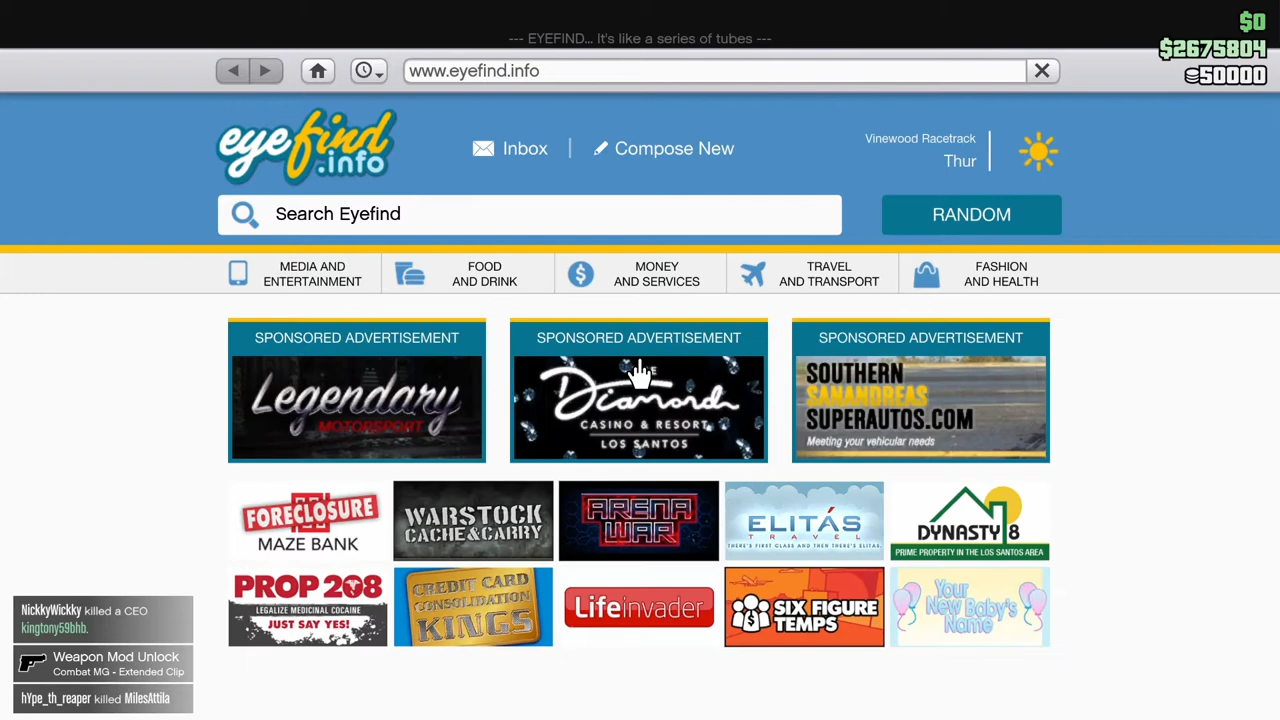 --- EYEFIND... It's like a series of tubes ---
$0
$2675804
50000
www.eyefind.info
eyefind
.info
Inbox
Compose New
Vinewood Racetrack
Thur
Search Eyefind
RANDOM
MEDIA AND
ENTERTAINMENT
FOOD
AND DRINK
MONEY
AND SERVICES
TRAVEL
AND TRANSPORT
FASHION
AND HEALTH
SPONSORED ADVERTISEMENT
Legendary
MOTORSPORT
SPONSORED ADVERTISEMENT
THE
Diamond
CASINO & RESORT
LOS SANTOS
SPONSORED ADVERTISEMENT
SOUTHERN
SANANDREAS
SUPERAUTOS.COM
Meeting your vehicular needs
FORECLOSURE
MAZE BANK
WARSTOCK
CACHE&CARRY
ARENA
WAR
ELITÁS
TRAVEL
THERE'S FIRST CLASS AND THEN THERE'S ELITAS.
DYNASTY 8
PRIME PROPERTY IN THE LOS SANTOS AREA
PROP 208
LEGALIZE MEDICINAL COCAINE
JUST SAY YES!
CREDIT CARD
CONSOLIDATION
KINGS
Lifeinvader
SIX FIGURE
TEMPS
Your
New Baby's
Name
NickkyWickky killed a CEO
kingtony59bhb.
Weapon Mod Unlock
Combat MG - Extended Clip
hYpe_th_reaper killed MilesAttila